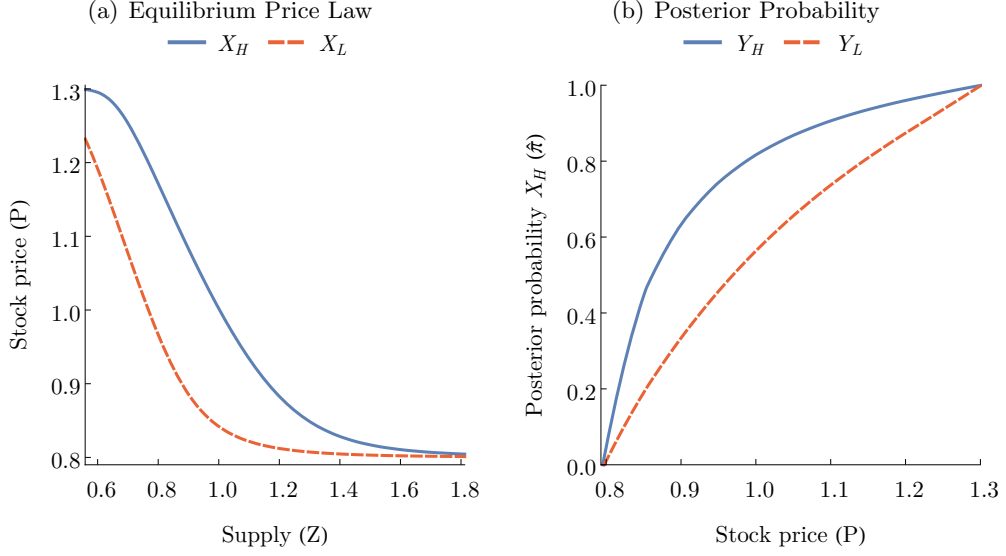 (a) Equilibrium Price Law
X_H X_L
1.3
1.2
1.1
1.0
0.9
0.8
0.6 0.8 1.0 1.2 1.4 1.6 1.8
Supply (Z)
Stock price (P)
(b) Posterior Probability
Y_H Y_L
1.0
0.8
0.6
0.4
0.2
0.0
0.8 0.9 1.0 1.1 1.2 1.3
Stock price (P)
Posterior probability X_H (π̂)